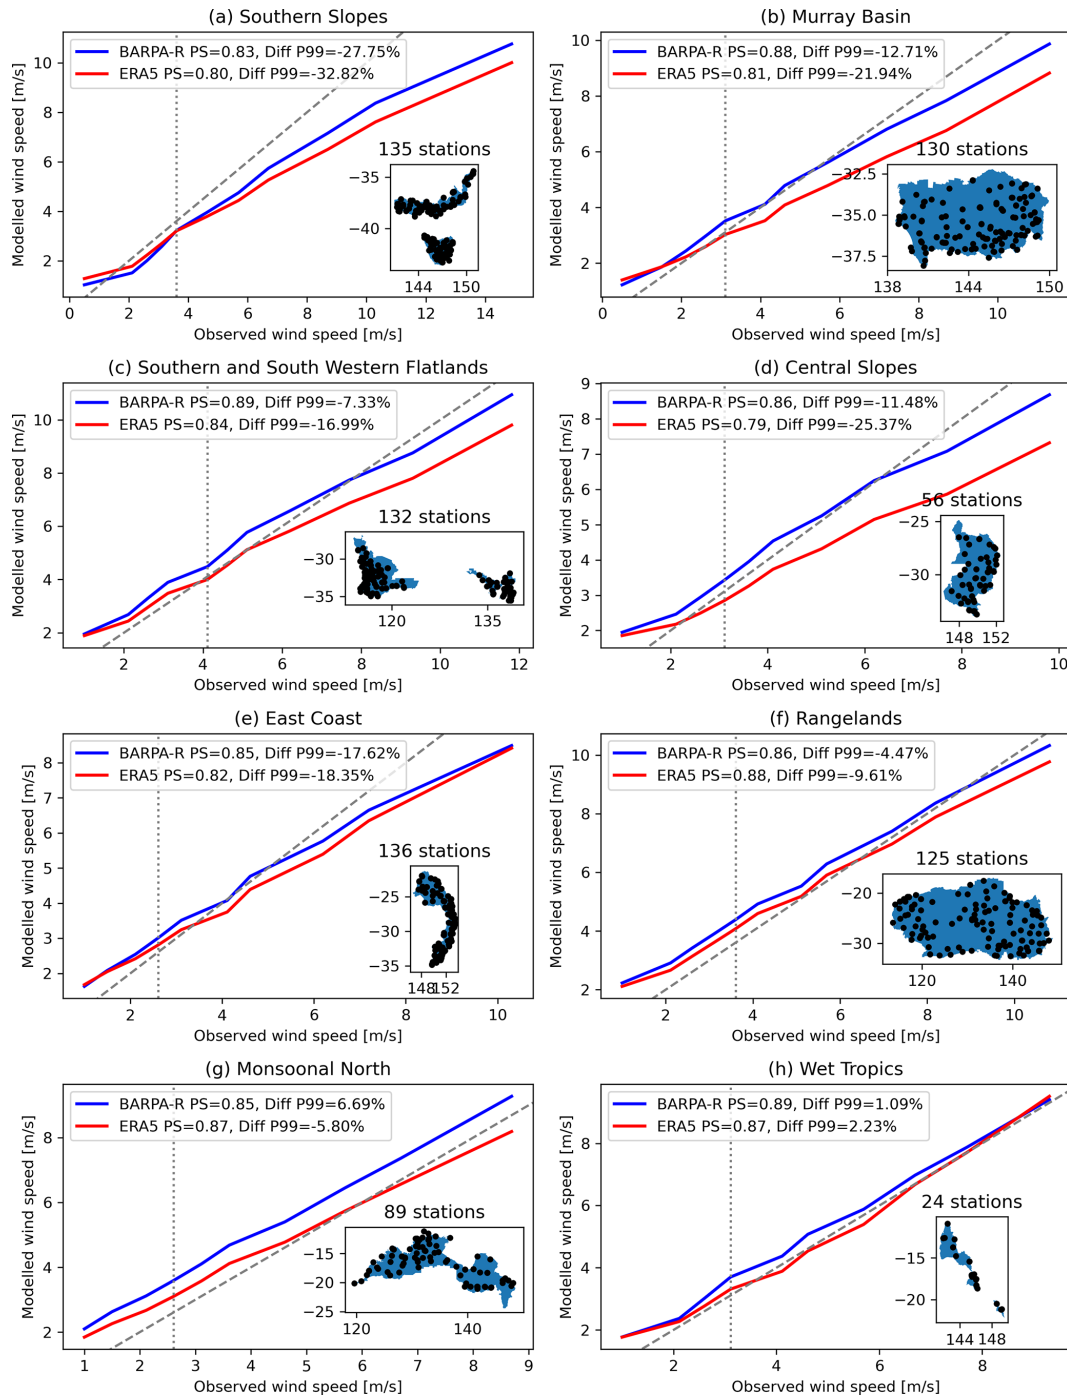 (a) Southern Slopes
BARPA-R PS=0.83, Diff P99=-27.75%
ERA5 PS=0.80, Diff P99=-32.82%
135 stations
−35
−40
144 150
10
8
6
4
2
0 2 4 6 8 10 12 14
Modelled wind speed [m/s]
Observed wind speed [m/s]
(b) Murray Basin
BARPA-R PS=0.88, Diff P99=-12.71%
ERA5 PS=0.81, Diff P99=-21.94%
130 stations
−32.5
−35.0
−37.5
138 144 150
10
8
6
4
2
0 2 4 6 8 10
Modelled wind speed [m/s]
Observed wind speed [m/s]
(c) Southern and South Western Flatlands
BARPA-R PS=0.89, Diff P99=-7.33%
ERA5 PS=0.84, Diff P99=-16.99%
132 stations
−30
−35
120 135
10
8
6
4
2
2 4 6 8 10 12
Modelled wind speed [m/s]
Observed wind speed [m/s]
(d) Central Slopes
BARPA-R PS=0.86, Diff P99=-11.48%
ERA5 PS=0.79, Diff P99=-25.37%
56 stations
−25
−30
148 152
9
8
7
6
5
4
3
2
2 4 6 8 10
Modelled wind speed [m/s]
Observed wind speed [m/s]
(e) East Coast
BARPA-R PS=0.85, Diff P99=-17.62%
ERA5 PS=0.82, Diff P99=-18.35%
136 stations
−25
−30
−35
148 152
8
7
6
5
4
3
2
2 4 6 8 10
Modelled wind speed [m/s]
Observed wind speed [m/s]
(f) Rangelands
BARPA-R PS=0.86, Diff P99=-4.47%
ERA5 PS=0.88, Diff P99=-9.61%
125 stations
−20
−30
120 140
10
8
6
4
2
2 4 6 8 10
Modelled wind speed [m/s]
Observed wind speed [m/s]
(g) Monsoonal North
BARPA-R PS=0.85, Diff P99=6.69%
ERA5 PS=0.87, Diff P99=-5.80%
89 stations
−15
−20
−25
120 140
8
6
4
2
1 2 3 4 5 6 7 8 9
Modelled wind speed [m/s]
Observed wind speed [m/s]
(h) Wet Tropics
BARPA-R PS=0.89, Diff P99=1.09%
ERA5 PS=0.87, Diff P99=2.23%
24 stations
−15
−20
144 148
8
6
4
2
2 4 6 8
Modelled wind speed [m/s]
Observed wind speed [m/s]